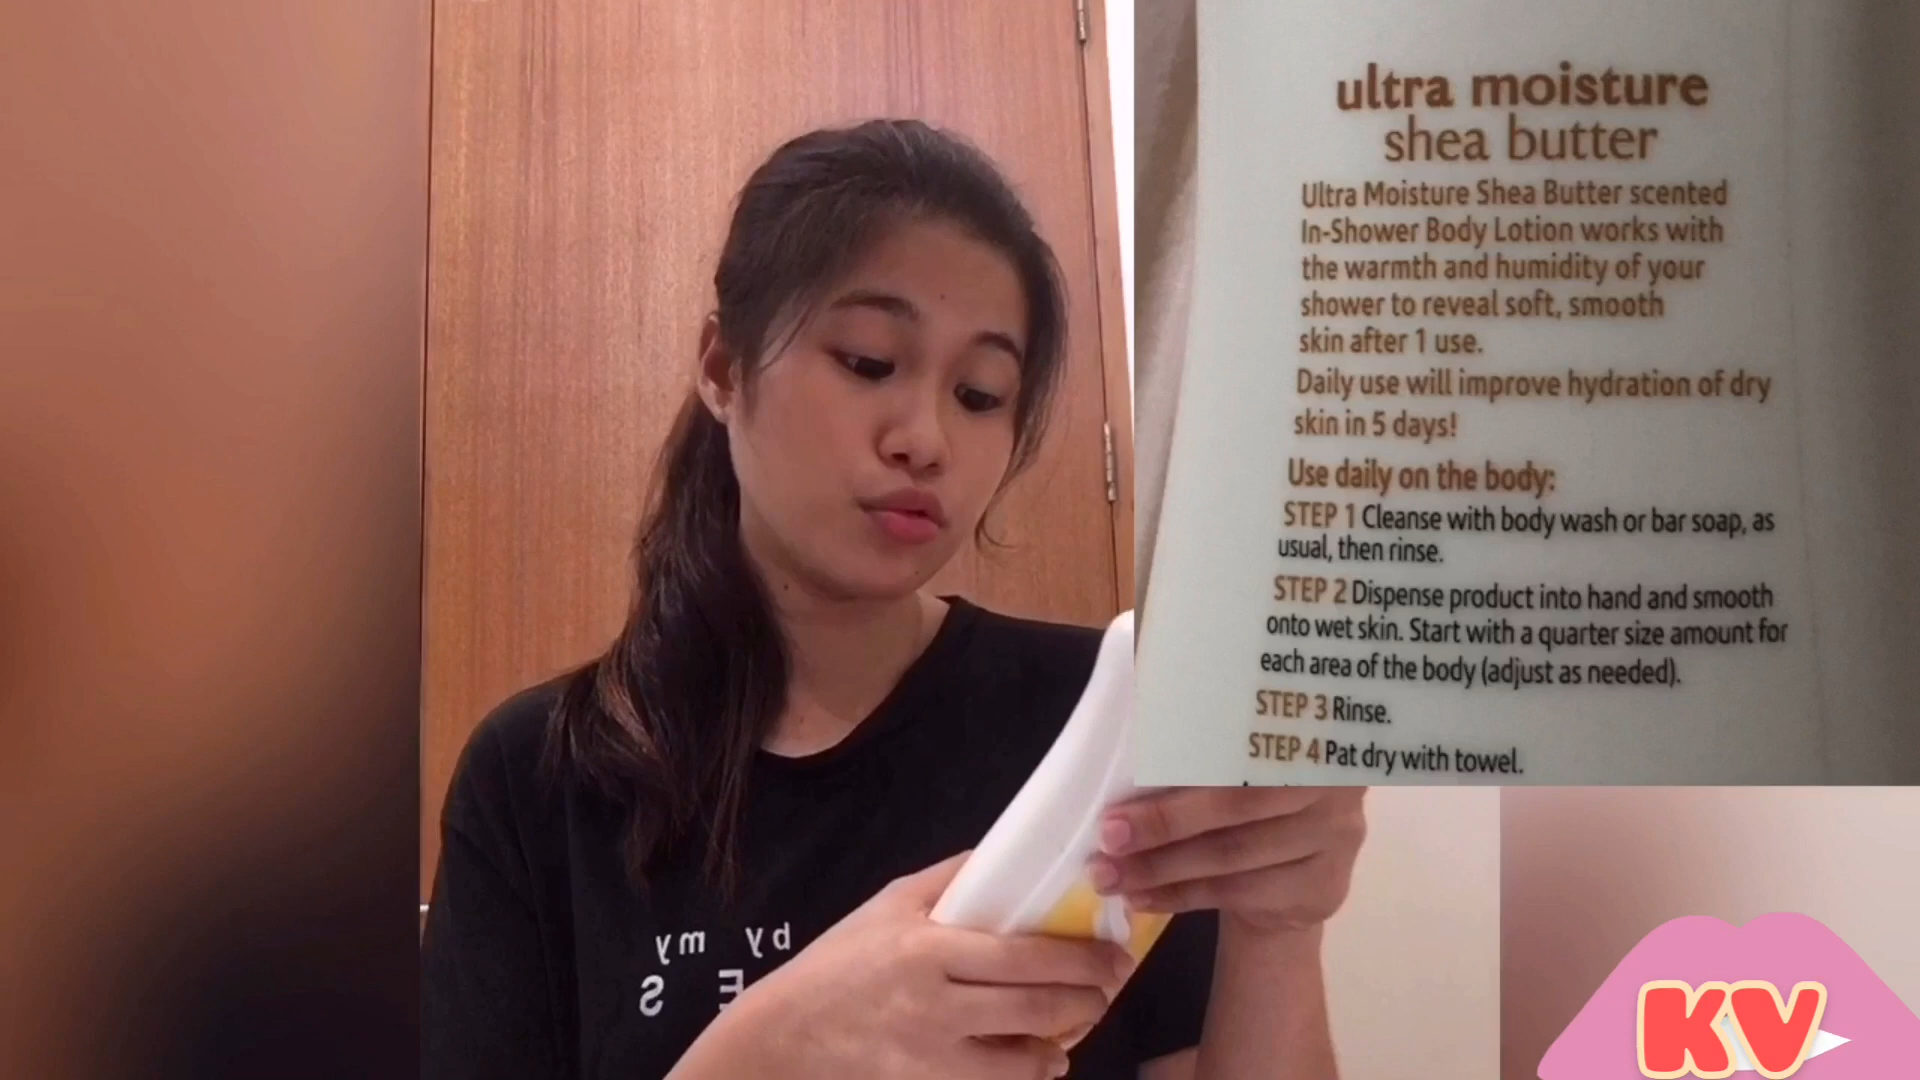 ultra moisture
shea butter
Ultra Moisture Shea Butter scented
In-Shower Body Lotion works with
the warmth and humidity of your
shower to reveal soft, smooth
skin after 1 use.
Daily use will improve hydration of dry
skin in 5 days!
Use daily on the body:
STEP 1 Cleanse with body wash or bar soap, as
usual, then rinse.
STEP 2 Dispense product into hand and smooth
onto wet skin. Start with a quarter size amount for
each area of the body (adjust as needed).
STEP 3 Rinse.
STEP 4 Pat dry with towel.
by my
KV